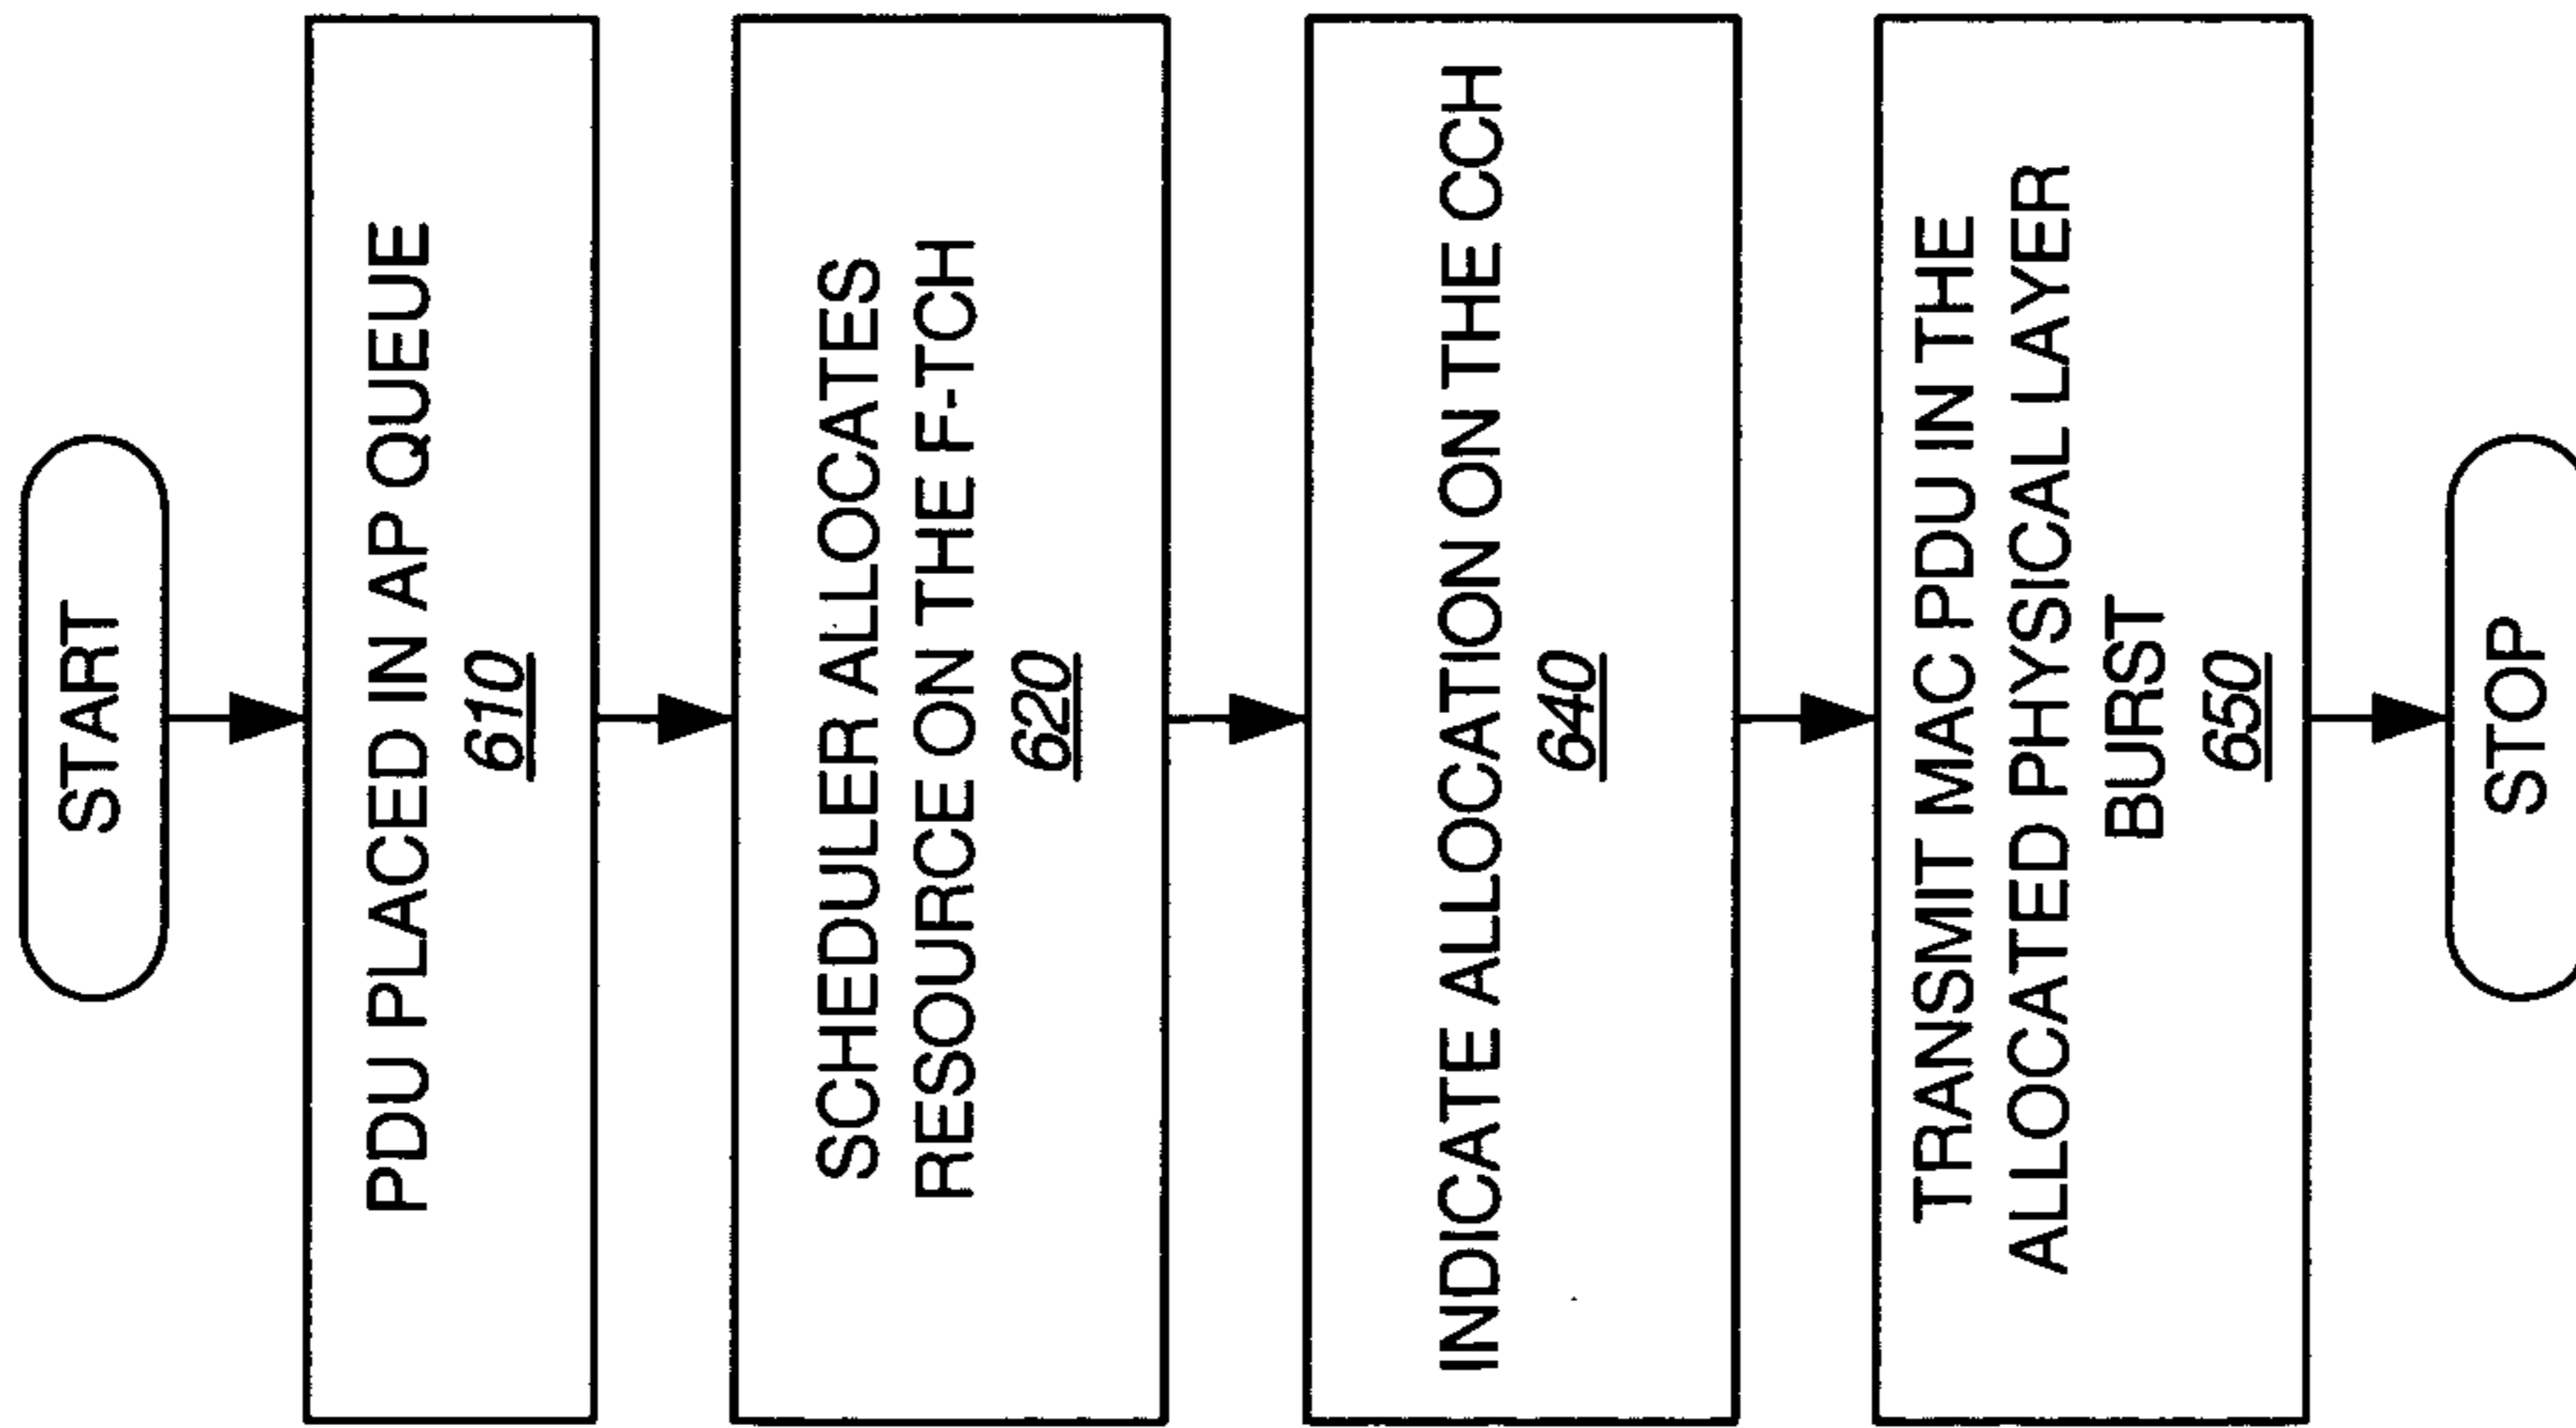 START
PDU PLACED IN AP QUEUE
610
SCHEDULER ALLOCATES
RESOURCE ON THE F-TCH
620
INDICATE ALLOCATION ON THE CCH
640
TRANSMIT MAC PDU IN THE
ALLOCATED PHYSICAL LAYER
BURST
650
STOP